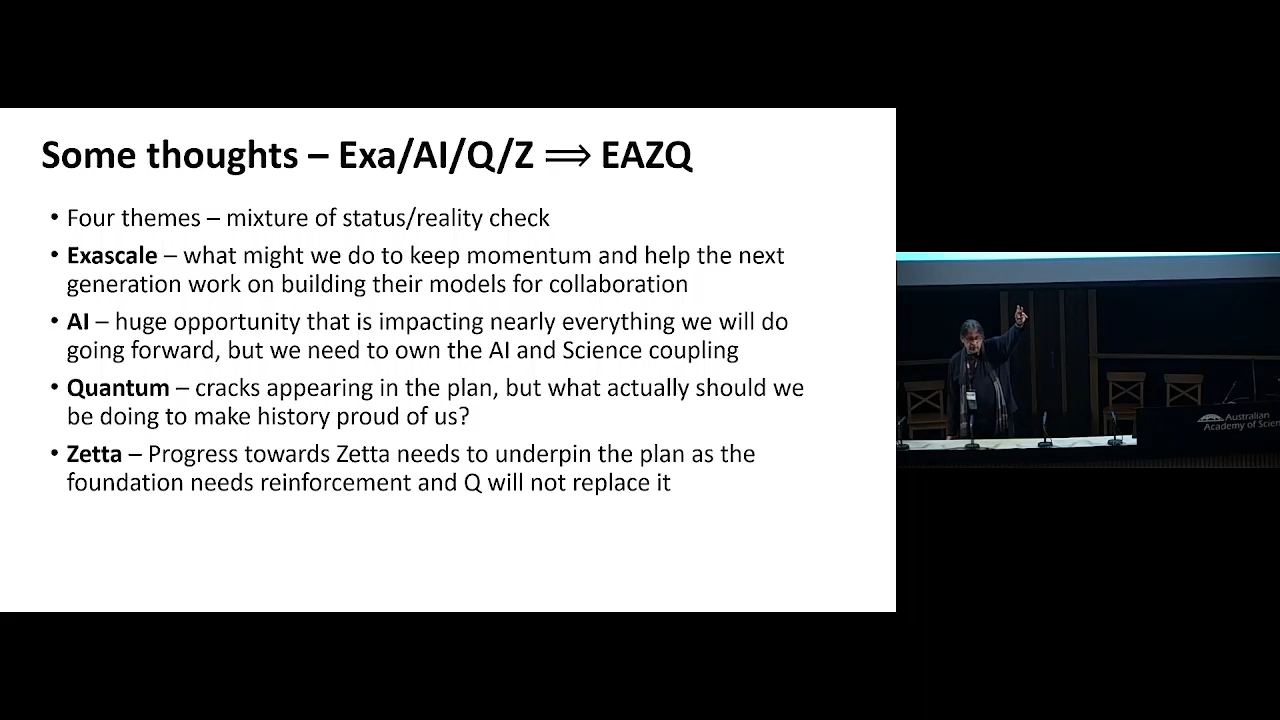 Some thoughts – Exa/AI/Q/Z ⟹ EAZQ
• Four themes – mixture of status/reality check
• Exascale – what might we do to keep momentum and help the next
generation work on building their models for collaboration
• AI – huge opportunity that is impacting nearly everything we will do
going forward, but we need to own the AI and Science coupling
• Quantum – cracks appearing in the plan, but what actually should we
be doing to make history proud of us?
• Zetta – Progress towards Zetta needs to underpin the plan as the
foundation needs reinforcement and Q will not replace it
Australian
Academy of Scien